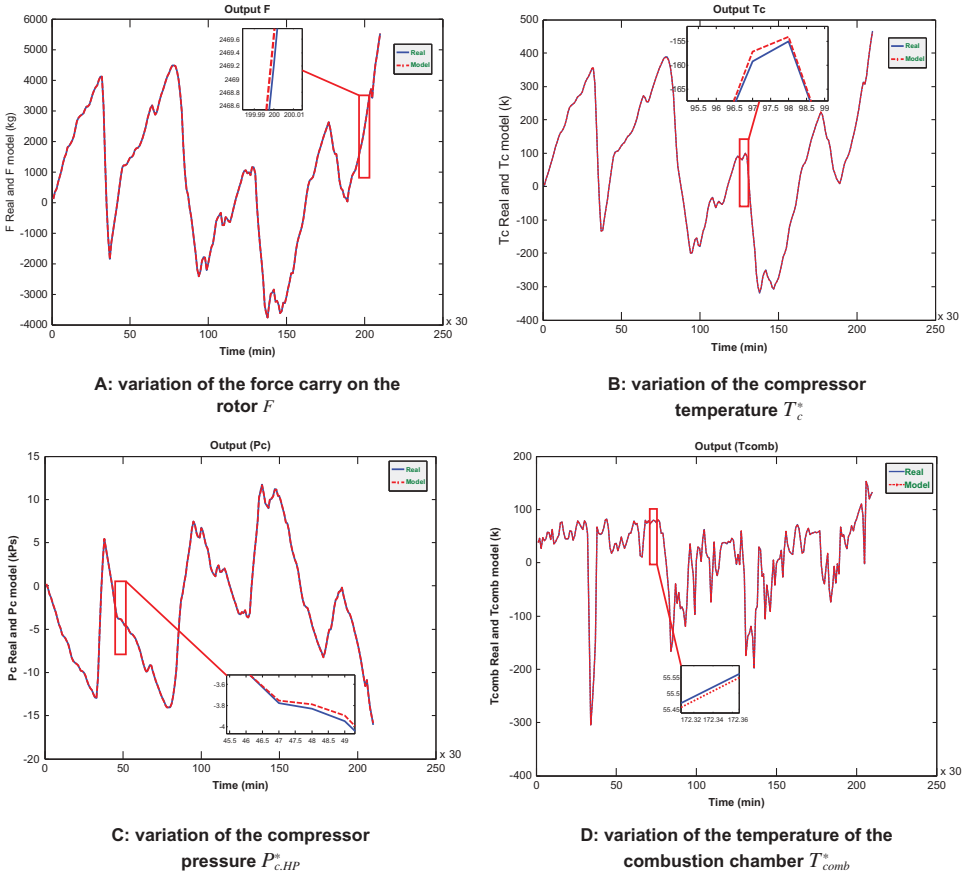 Output F
F Real and F model (kg)
6000
5000
4000
3000
2000
1000
0
-1000
-2000
-3000
-4000
2469.6
2469.4
2469.2
2469
2468.8
2468.6
199.99 200 200.01
Real
Model
0 50 100 150 200 250
x 30
Time (min)
A: variation of the force carry on the
rotor F
Output Tc
Tc Real and Tc model (k)
500
400
300
200
100
0
-100
-200
-300
-400
-155
-160
-165
95.5 96 96.5 97 97.5 98 98.5 99
Real
Model
0 50 100 150 200 250
x 30
Time (min)
B: variation of the compressor
temperature T*c
Output (Pc)
Pc Real and Pc model (kPs)
15
10
5
0
-5
-10
-15
-20
Real
Model
-3.6
-3.8
-4
45.5 46 46.5 47 47.5 48 48.5 49
0 50 100 150 200 250
x 30
Time (min)
C: variation of the compressor
pressure P*c,HP
Output (Tcomb)
Tcomb Real and Tcomb model (k)
200
100
0
-100
-200
-300
-400
Real
Model
55.55
55.5
55.45
172.32 172.34 172.36
0 50 100 150 200 250
x 30
Time (min)
D: variation of the temperature of the
combustion chamber T*comb